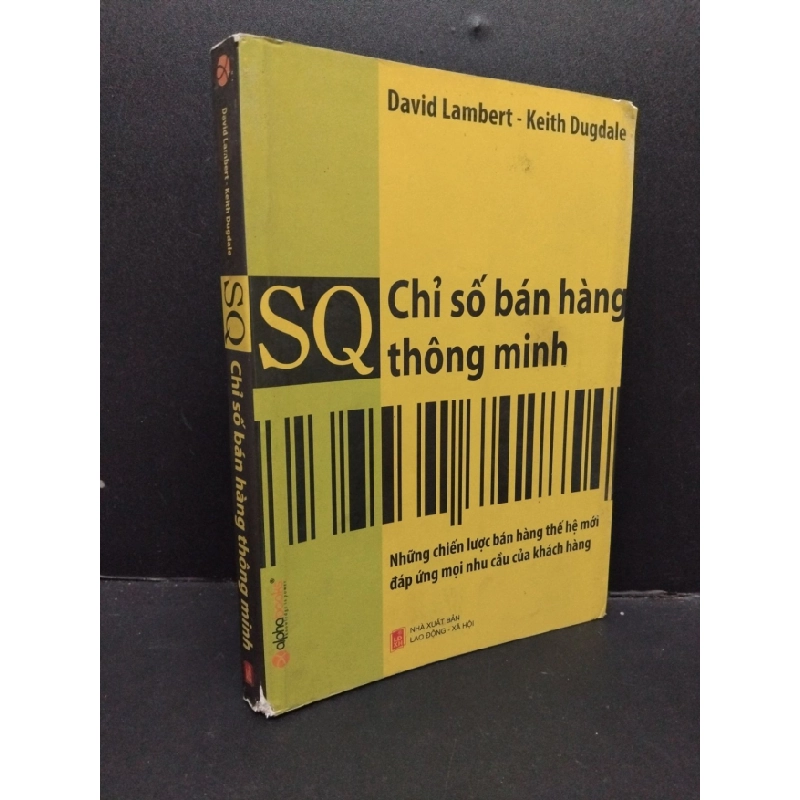 David Lambert - Keith Dugdale
SQ
Chỉ số bán hàng
thông minh
Những chiến lược bán hàng thế hệ mới
đáp ứng mọi nhu cầu của khách hàng
NHÀ XUẤT BẢN
LAO ĐỘNG - XÃ HỘI
alphabooks
David Lambert - Keith Dugdale
SQ
Chỉ số bán hàng thông minh